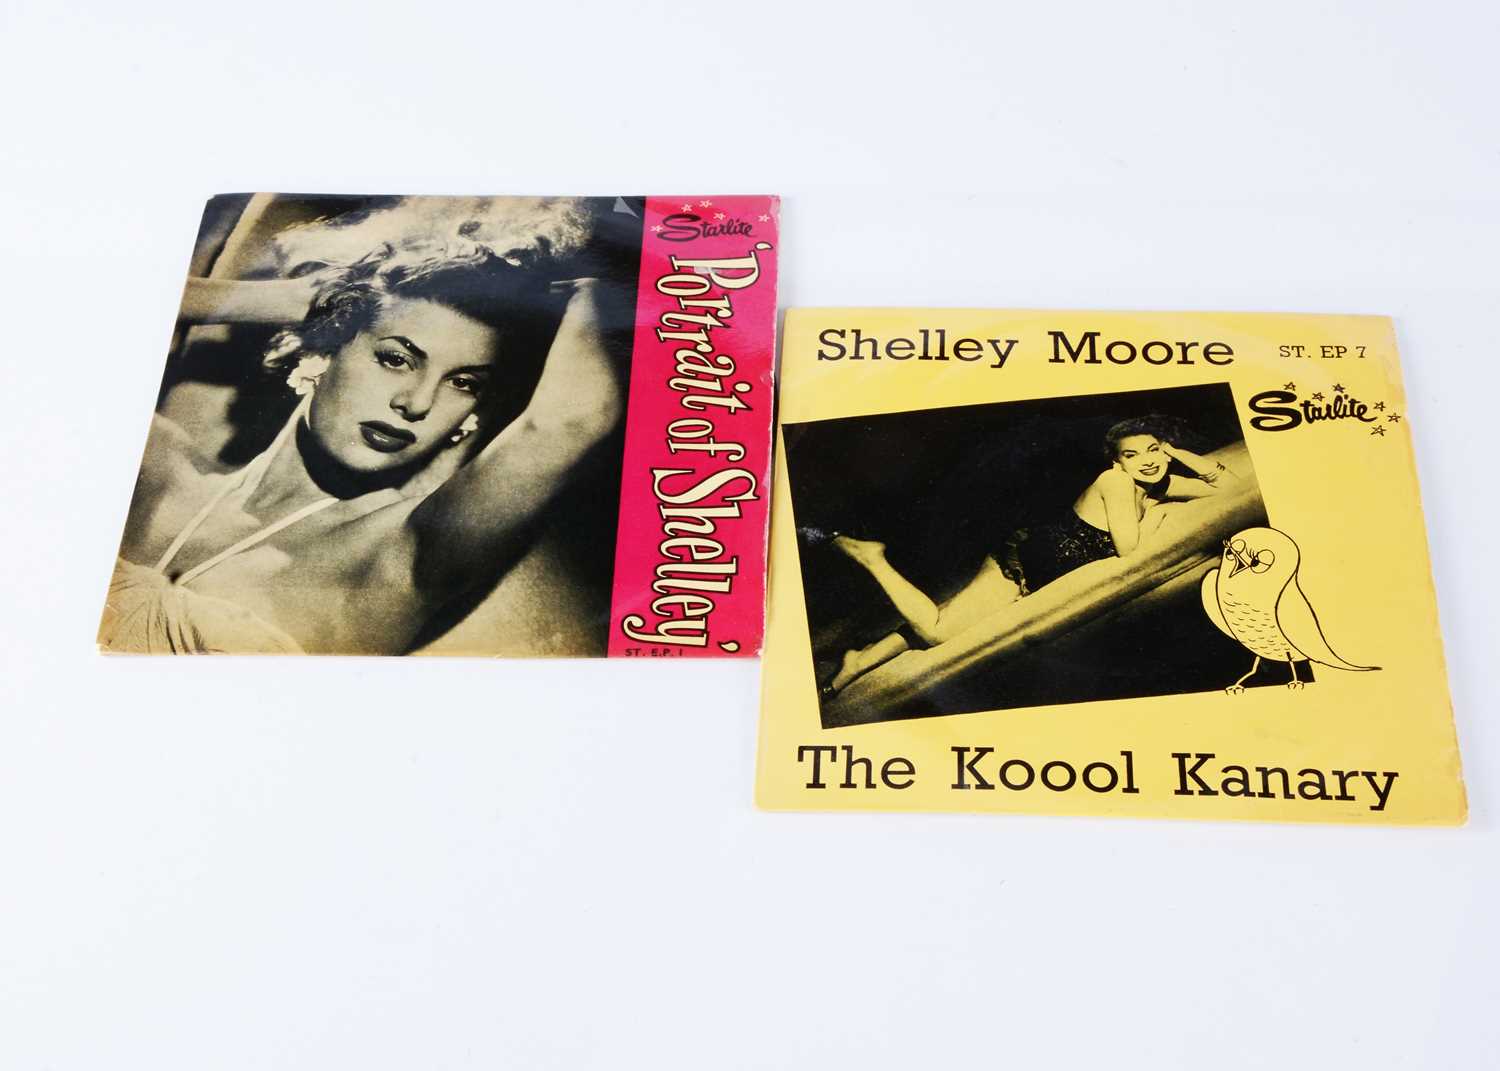 Starlite
'Portrait of Shelley'
ST. E.P. 1
Shelley Moore
ST. EP 7
Starlite
The Koool Kanary